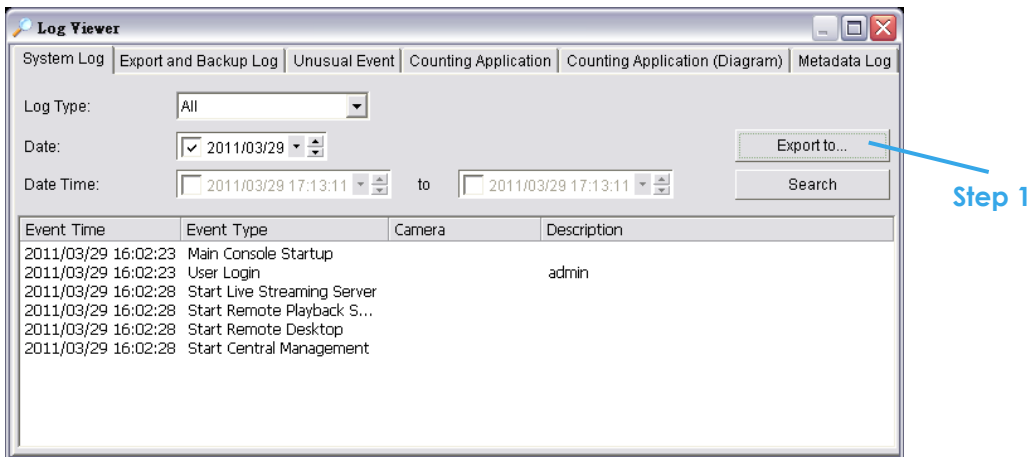 Log Viewer
System Log Export and Backup Log Unusual Event Counting Application Counting Application (Diagram) Metadata Log
Log Type: All
Date: 2011/03/29 Export to...
Date Time: 2011/03/29 17:13:11 to 2011/03/29 17:13:11 Search
Step 1
Event Time Event Type Camera Description
2011/03/29 16:02:23 Main Console Startup
2011/03/29 16:02:23 User Login admin
2011/03/29 16:02:28 Start Live Streaming Server
2011/03/29 16:02:28 Start Remote Playback S...
2011/03/29 16:02:28 Start Remote Desktop
2011/03/29 16:02:28 Start Central Management